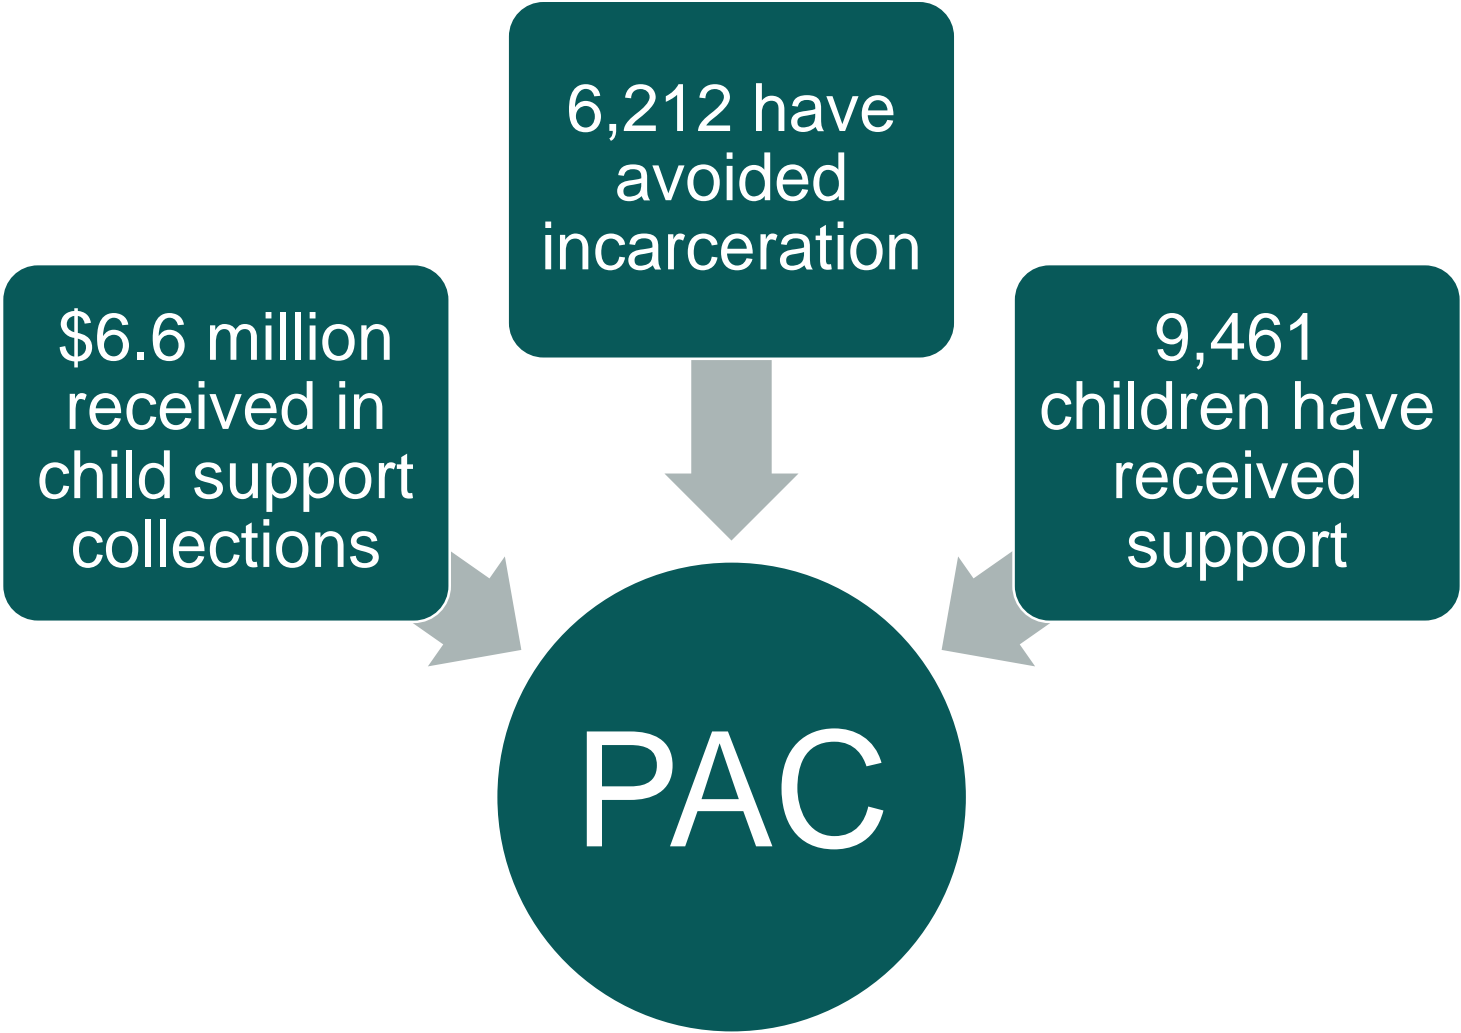 6,212 have
avoided
incarceration
$6.6 million
received in
child support
collections
9,461
children have
received
support
PAC